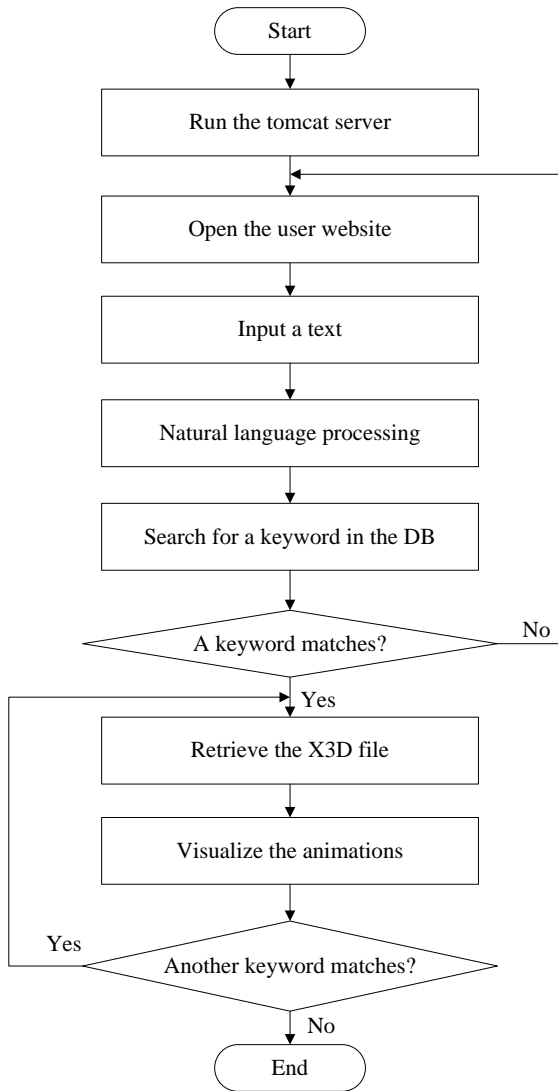 Start
Run the tomcat server
Open the user website
Input a text
Natural language processing
Search for a keyword in the DB
A keyword matches?
No
Yes
Retrieve the X3D file
Visualize the animations
Yes
Another keyword matches?
No
End